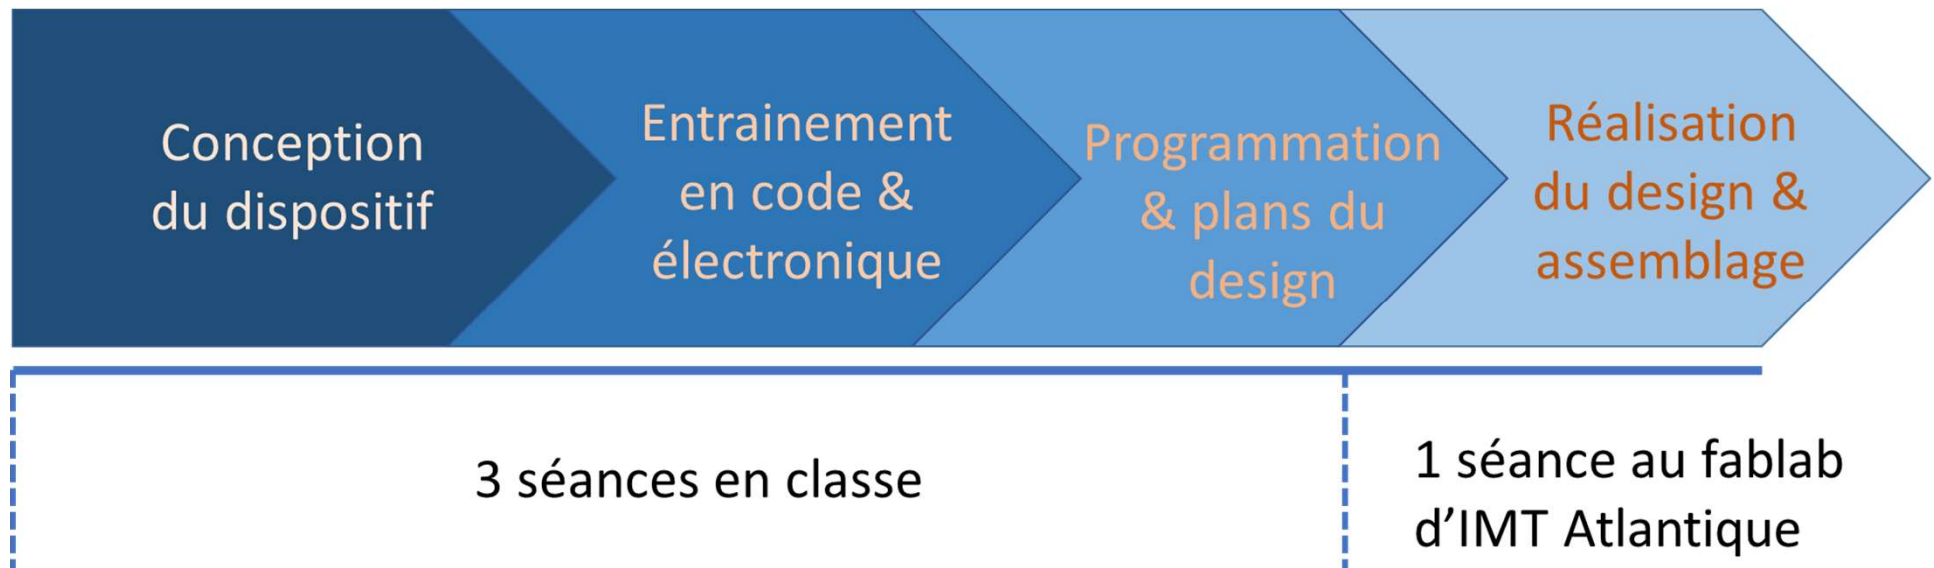 Conception
du dispositif
Entrainement
en code &
électronique
Programmation
& plans du
design
Réalisation
du design &
assemblage
3 séances en classe
1 séance au fablab
d’IMT Atlantique